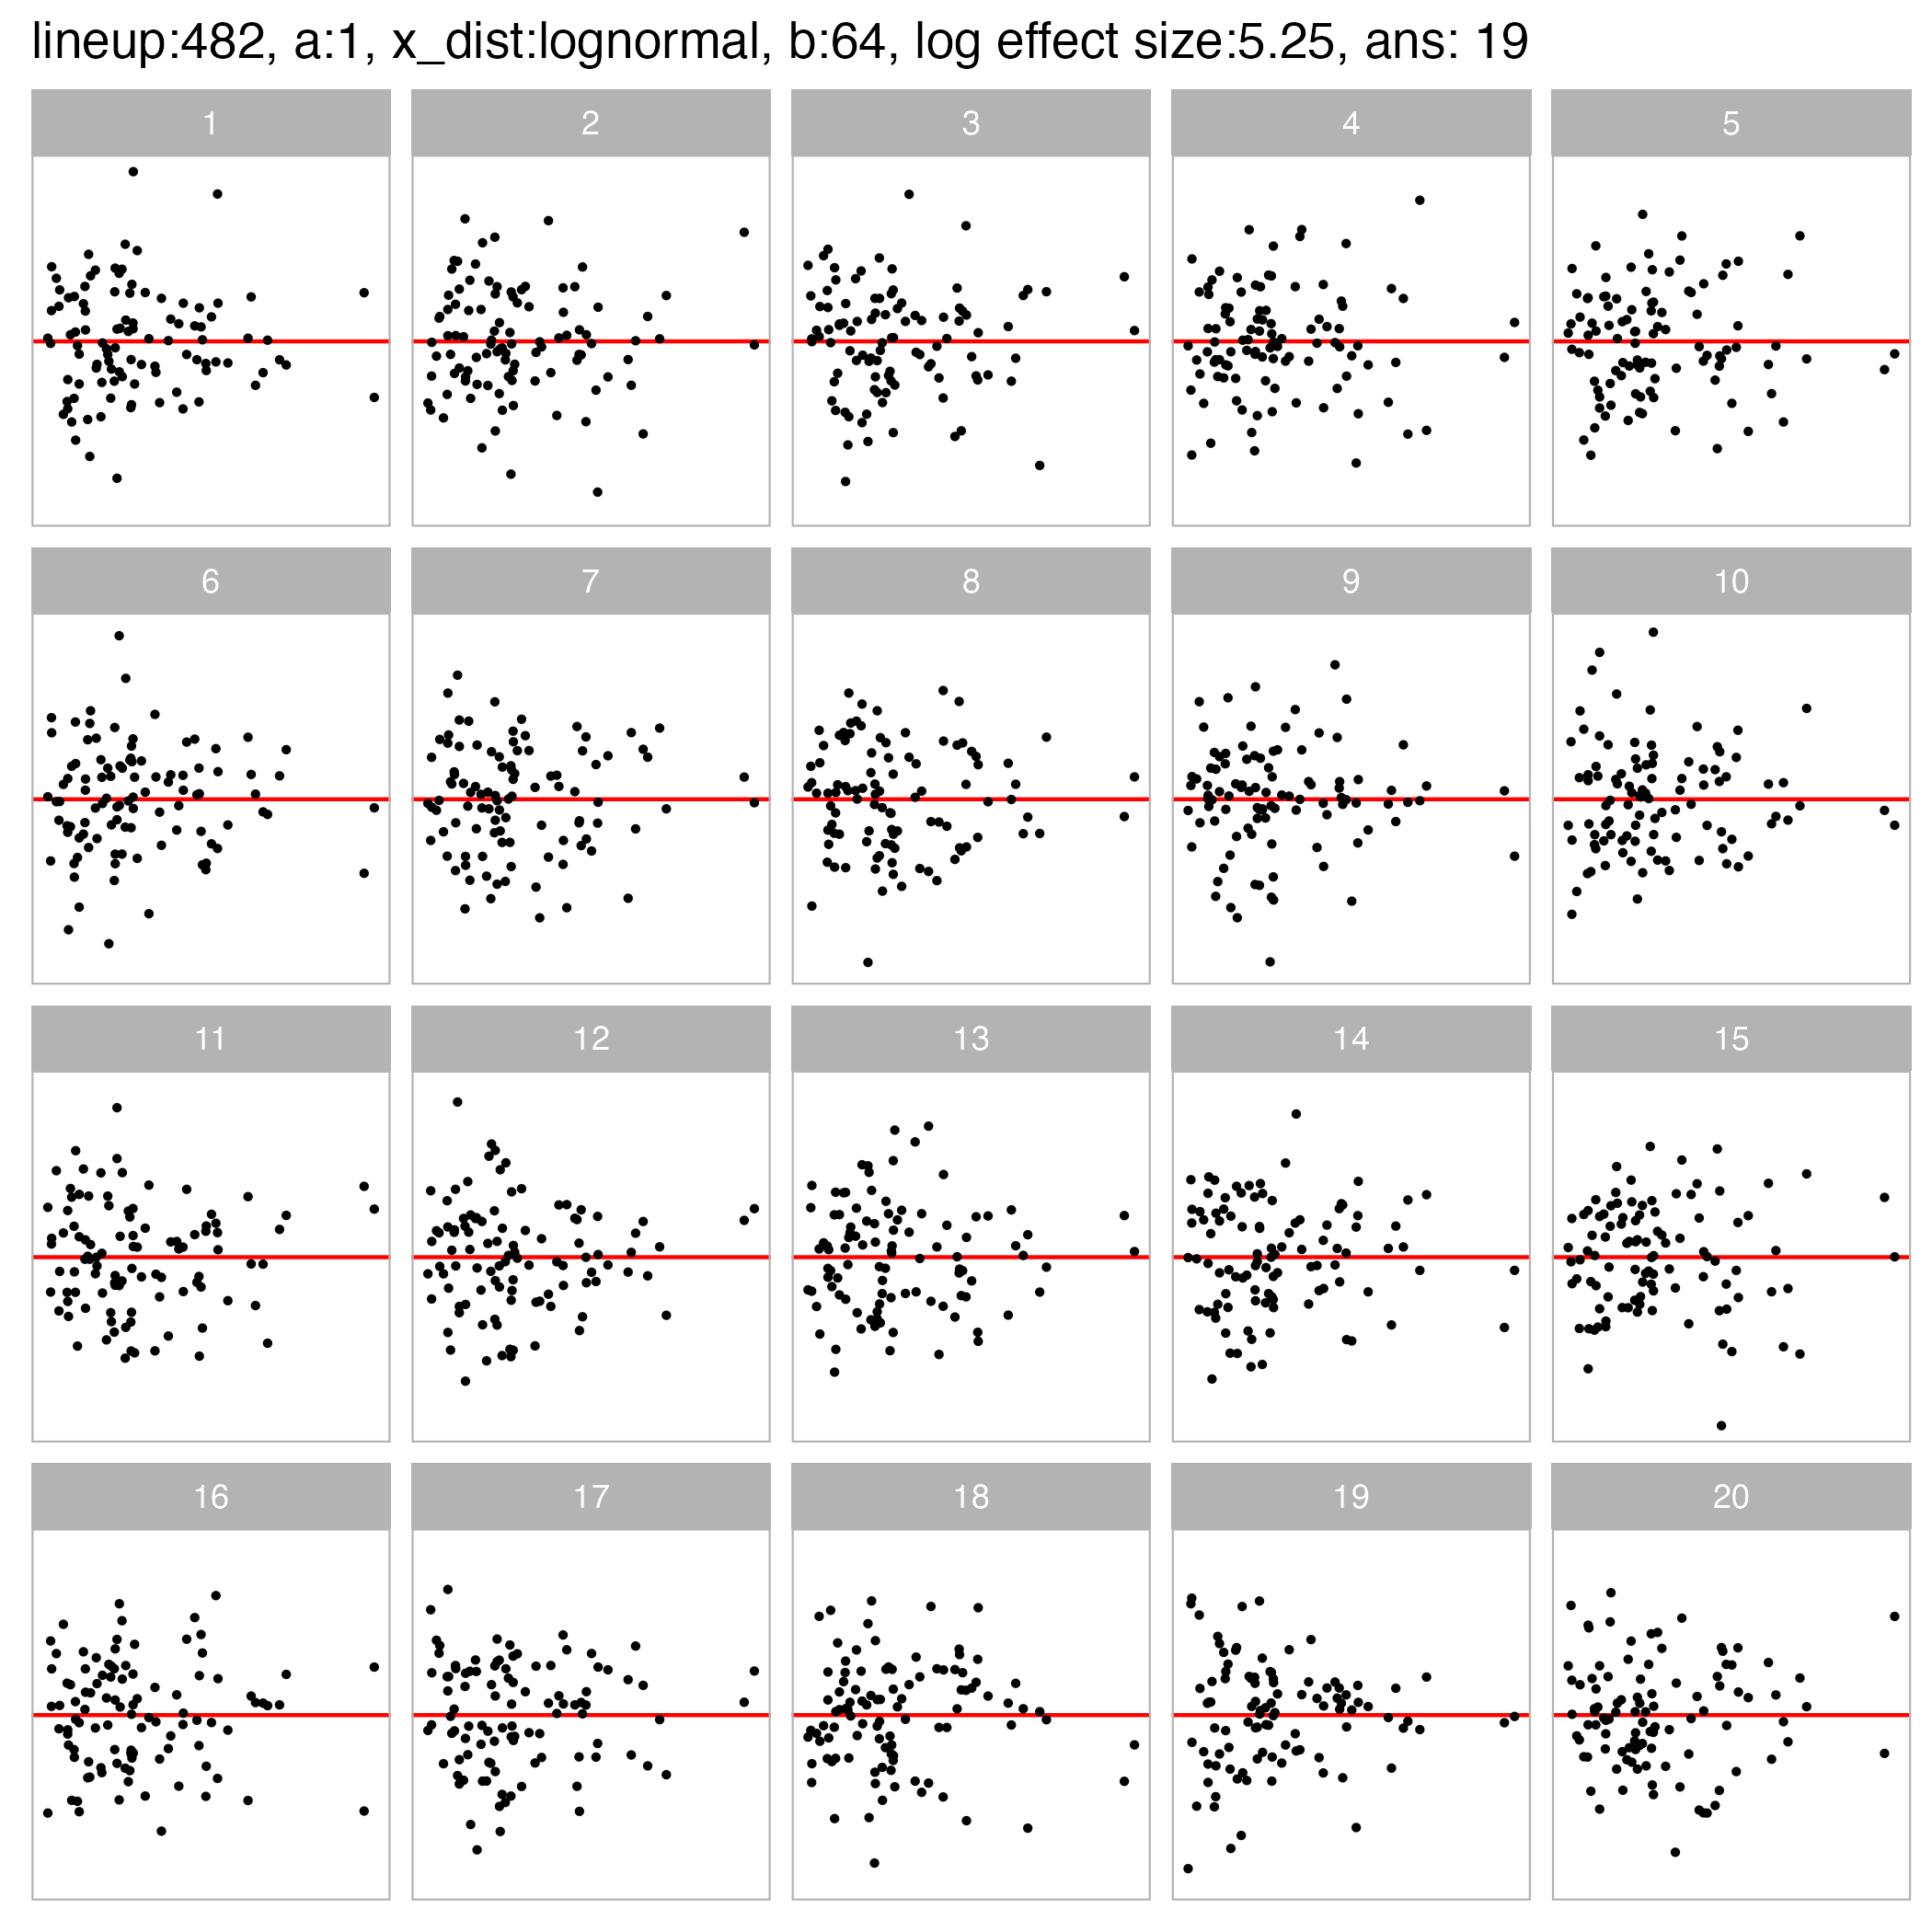 lineup:482, a:1, x_dist:lognormal, b:64, log effect size:5.25, ans: 19
1 2 3 4 5
6 7 8 9 10
11 12 13 14 15
16 17 18 19 20